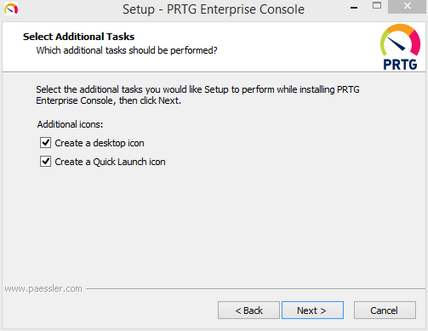 Setup - PRTG Enterprise Console
Select Additional Tasks
Which additional tasks should be performed?
PRTG
Select the additional tasks you would like Setup to perform while installing PRTG
Enterprise Console, then click Next.
Additional icons:
Create a desktop icon
Create a Quick Launch icon
www.paessler.com
< Back
Next >
Cancel